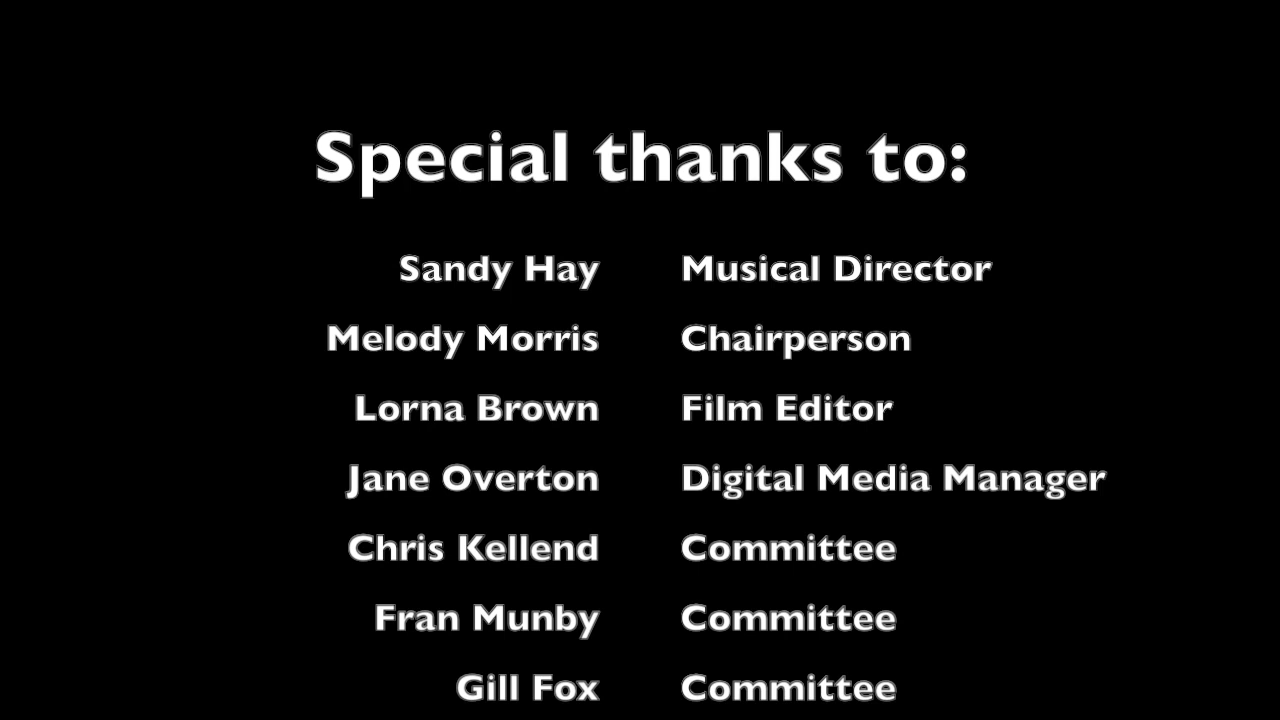 Special thanks to:
Sandy Hay Musical Director
Melody Morris Chairperson
Lorna Brown Film Editor
Jane Overton Digital Media Manager
Chris Kellend Committee
Fran Munby Committee
Gill Fox Committee